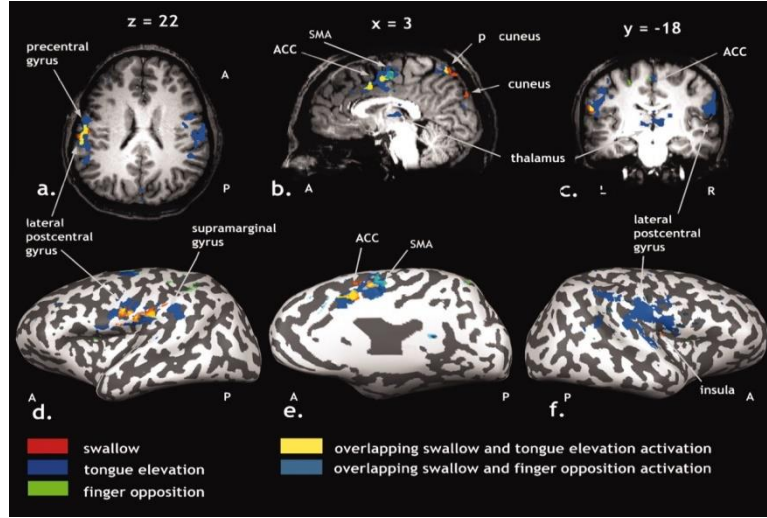 z = 22
x = 3
y = -18
precentral
gyrus
A
P
a.
ACC
SMA
p cuneus
cuneus
thalamus
b.
A
ACC
c.
L
R
lateral
postcentral
gyrus
supramarginal
gyrus
ACC
SMA
lateral
postcentral
gyrus
insula
A
P
d.
A
P
e.
P
A
f.
swallow
tongue elevation
finger opposition
overlapping swallow and tongue elevation activation
overlapping swallow and finger opposition activation